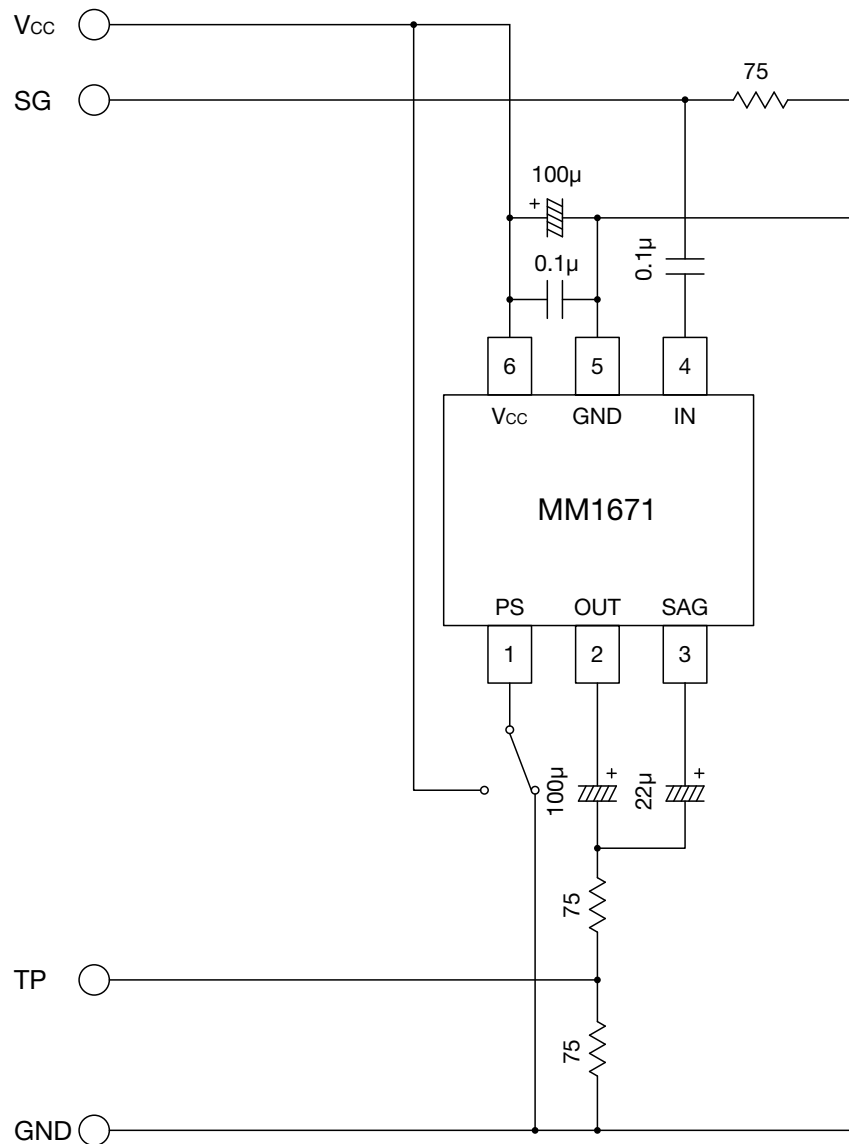 Vcc
SG
75
100µ
+
0.1µ
0.1µ
6
5
4
Vcc
GND
IN
MM1671
PS
OUT
SAG
1
2
3
100µ
+
22µ
+
75
TP
75
GND